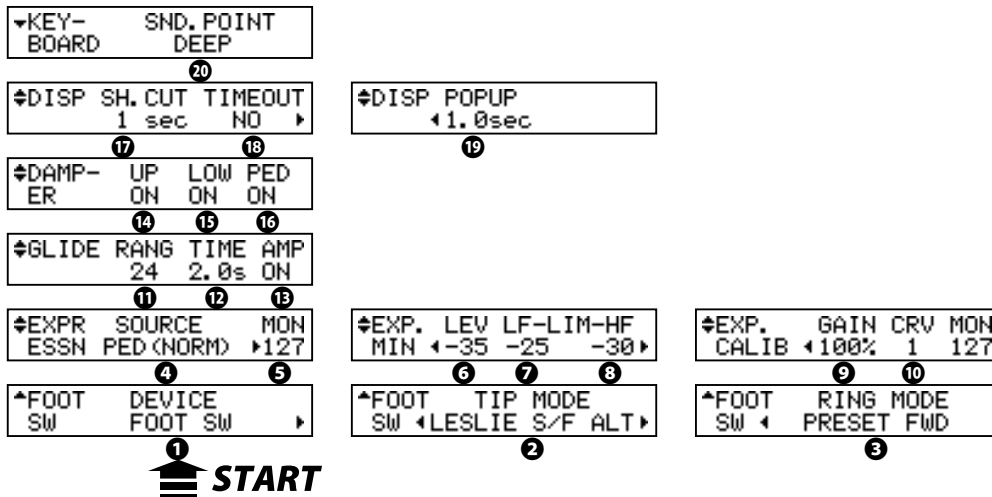 KEY- SND.POINT
BOARD DEEP
20
DISP SH.CUT TIMEOUT
1 sec NO
17 18
DISP POPUP
1.0sec
19
DAMP- UP LOW PED
ER ON ON ON
14 15 16
GLIDE RANG TIME AMP
24 2.0s ON
11 12 13
EXPR SOURCE MON
ESSN PED(NORM) 127
4 5
EXP. LEV LF-LIM-HF
MIN -35 -25 -30
6 7 8
EXP. GAIN CRV MON
CALIB 100% 1 127
9 10
FOOT DEVICE
SW FOOT SW
1
FOOT TIP MODE
SW LESLIE S/F ALT
2
FOOT RING MODE
SW PRESET FWD
3
START